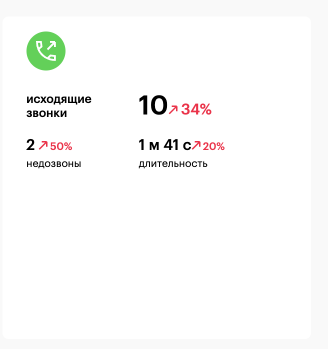 исходящие
звонки
10↗34%
2 ↗50%
недозвоны
1 м 41 с↗20%
длительность